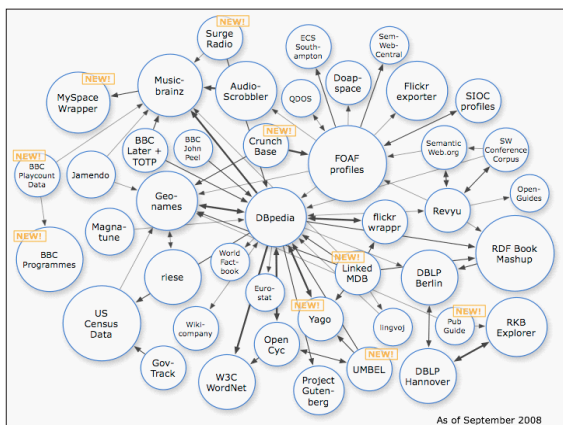 NEW!
Surge
Radio
ECS
South-
ampton
Sem-
Web-
Central
NEW!
MySpace
Wrapper
Music-
brainz
Audio-
Scrobbler
QDOS
Doap-
space
Flickr
exporter
SIOC
profiles
NEW!
BBC
Playcount
Data
Jamendo
BBC
Later +
TOTP
BBC
John
Peel
NEW!
Crunch
Base
FOAF
profiles
Semantic
Web.org
SW
Conference
Corpus
Geo-
names
DBpedia
flickr
wrappr
Revyu
Open-
Guides
Magna-
tune
NEW!
BBC
Programmes
riese
World
Fact-
book
Euro-
stat
NEW!
Linked
MDB
DBLP
Berlin
RDF Book
Mashup
US
Census
Data
Wiki-
company
NEW!
Yago
lingvoj
NEW!
Pub
Guide
RKB
Explorer
Gov-
Track
Open
Cyc
W3C
WordNet
Project
Guten-
berg
NEW!
UMBEL
DBLP
Hannover
As of September 2008